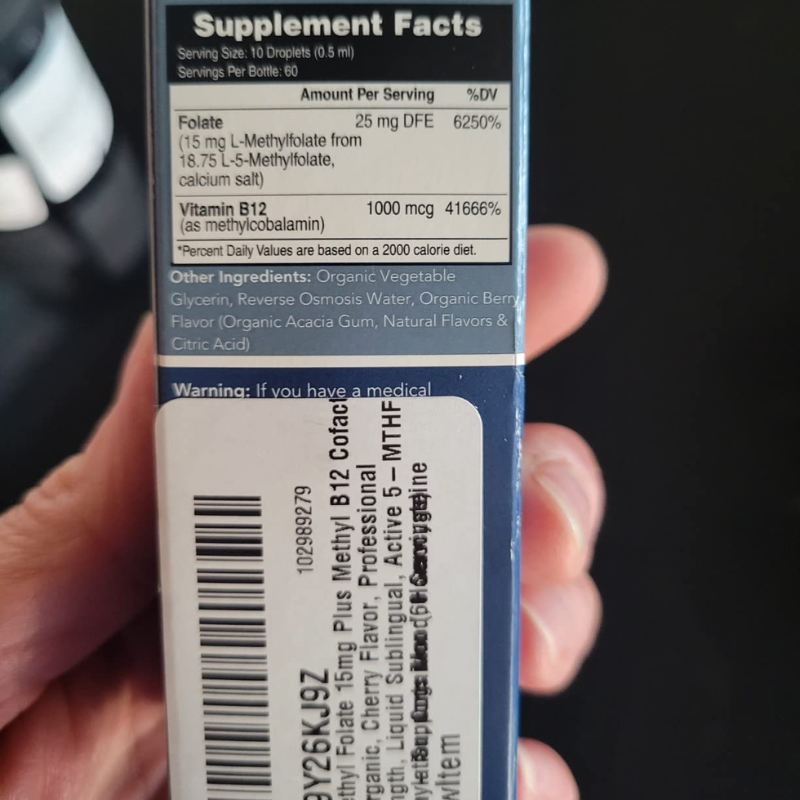 Supplement Facts
Serving Size: 10 Droplets (0.5 ml)
Servings Per Bottle: 60
Amount Per Serving %DV
Folate 25 mg DFE 6250%
(15 mg L-Methylfolate from
18.75 L-5-Methylfolate,
calcium salt)
Vitamin B12 1000 mcg 41666%
(as methylcobalamin)
*Percent Daily Values are based on a 2000 calorie diet.
Other Ingredients: Organic Vegetable
Glycerin, Reverse Osmosis Water, Organic Berry
Flavor (Organic Acacia Gum, Natural Flavors &
Citric Acid)
Warning: If you have a medical
102989279
9Y26KJ9Z
ethyl Folate 15mg Plus Methyl B12 Cofact
rganic, Cherry Flavor, Professional
ngth, Liquid Sublingual, Active 5 – MTHF
wItem